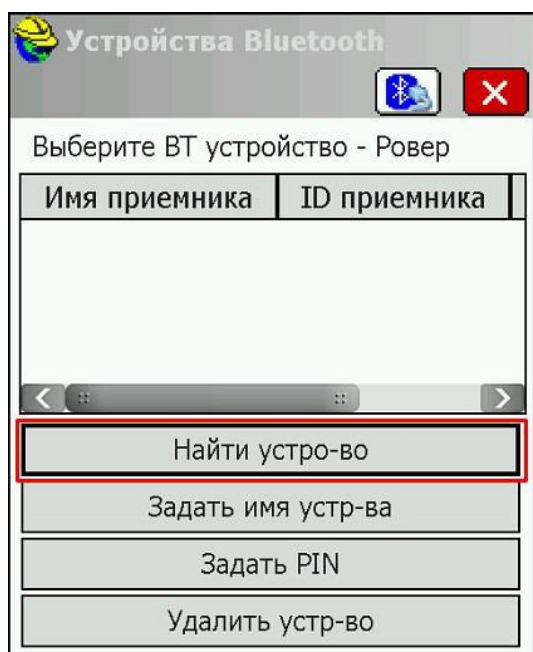 Устройства Bluetooth
Выберите BT устройство - Ровер
Имя приемника ID приемника
Найти устро-во
Задать имя устр-ва
Задать PIN
Удалить устр-во